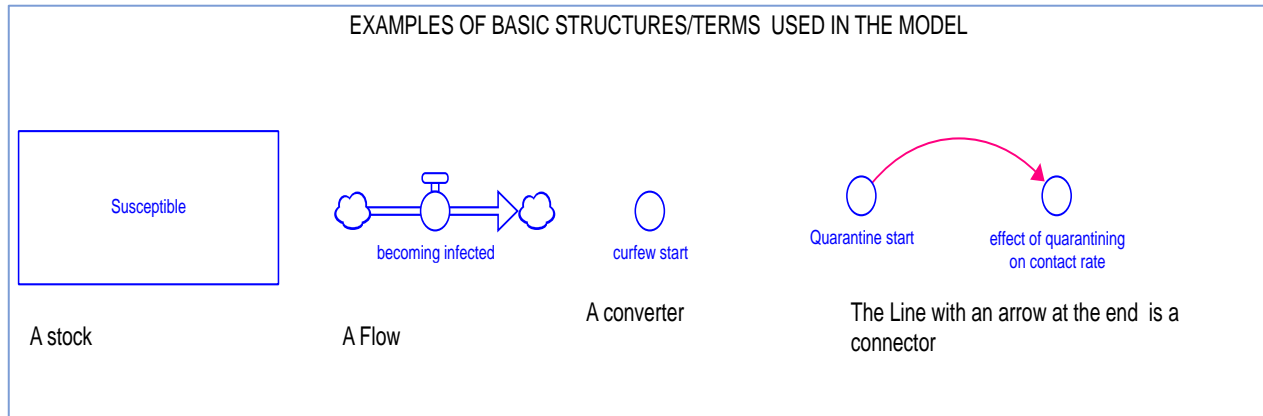 EXAMPLES OF BASIC STRUCTURES/TERMS USED IN THE MODEL
Susceptible
becoming infected
curfew start
Quarantine start
effect of quarantining
on contact rate
A stock
A Flow
A converter
The Line with an arrow at the end is a
connector